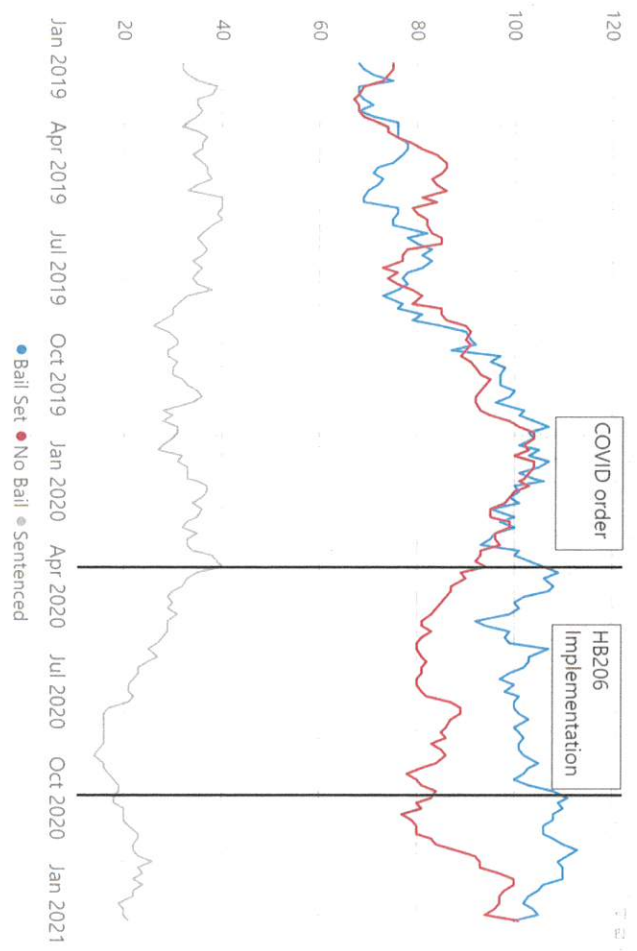 120
100
80
60
40
20
COVID order
HB206
Implementation
Jan 2019
Apr 2019
Jul 2019
Oct 2019
Jan 2020
Apr 2020
Jul 2020
Oct 2020
Jan 2021
Bail Set No Bail Sentenced